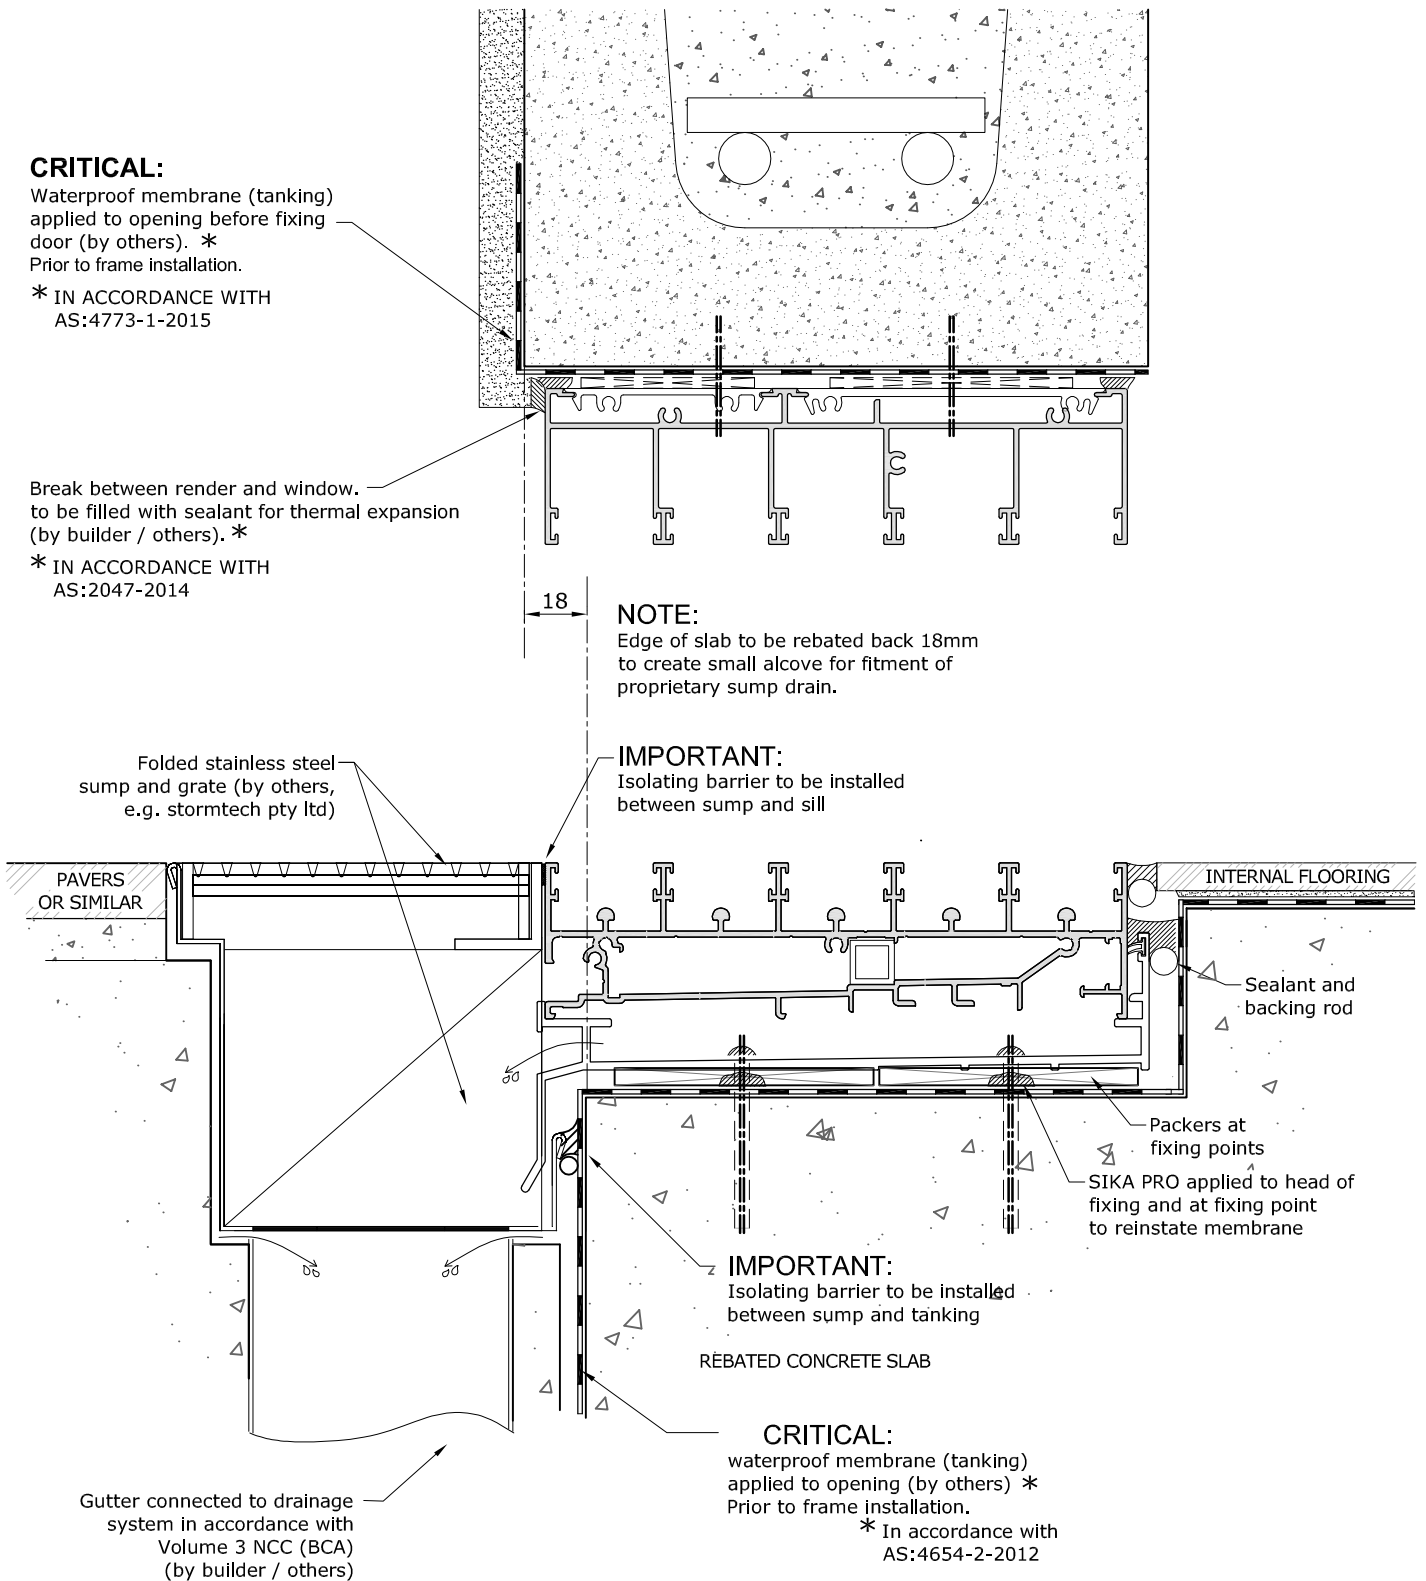 CRITICAL:
Waterproof membrane (tanking)
applied to opening before fixing
door (by others). *
Prior to frame installation.
* IN ACCORDANCE WITH
AS:4773-1-2015
Break between render and window.
to be filled with sealant for thermal expansion
(by builder / others). *
* IN ACCORDANCE WITH
AS:2047-2014
18
NOTE:
Edge of slab to be rebated back 18mm
to create small alcove for fitment of
proprietary sump drain.
Folded stainless steel
sump and grate (by others,
e.g. stormtech pty ltd)
IMPORTANT:
Isolating barrier to be installed
between sump and sill
PAVERS
OR SIMILAR
INTERNAL FLOORING
Sealant and
backing rod
Packers at
fixing points
SIKA PRO applied to head of
fixing and at fixing point
to reinstate membrane
IMPORTANT:
Isolating barrier to be installed
between sump and tanking
REBATED CONCRETE SLAB
CRITICAL:
waterproof membrane (tanking)
applied to opening (by others) *
Prior to frame installation.
* In accordance with
AS:4654-2-2012
Gutter connected to drainage
system in accordance with
Volume 3 NCC (BCA)
(by builder / others)